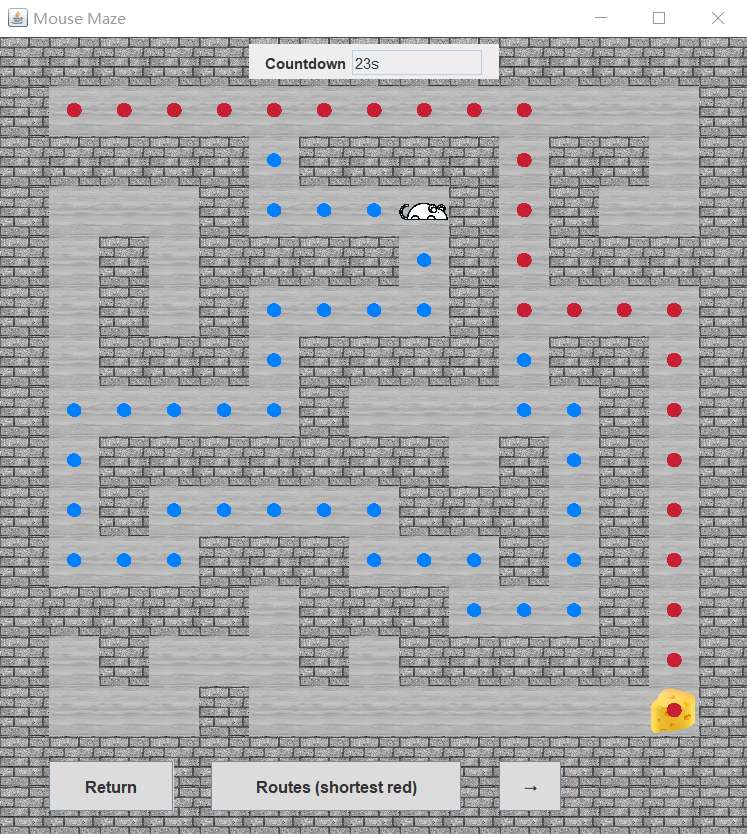 Mouse Maze
Countdown 23s
Return Routes (shortest red) →